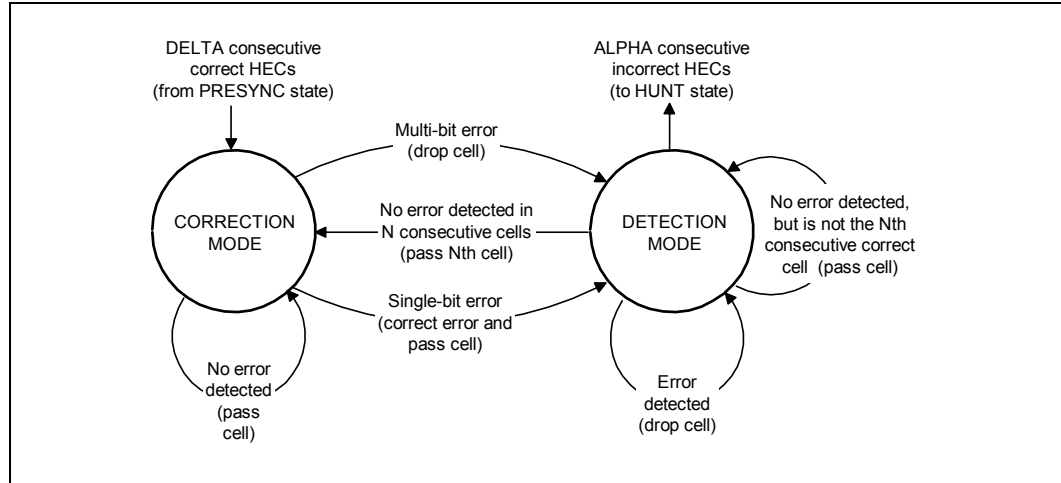 DELTA consecutive
correct HECs
(from PRESYNC state)
ALPHA consecutive
incorrect HECs
(to HUNT state)
Multi-bit error
(drop cell)
CORRECTION
MODE
No error detected in
N consecutive cells
(pass Nth cell)
DETECTION
MODE
No error detected,
but is not the Nth
consecutive correct
cell (pass cell)
Single-bit error
(correct error and
pass cell)
No error
detected
(pass
cell)
Error
detected
(drop cell)